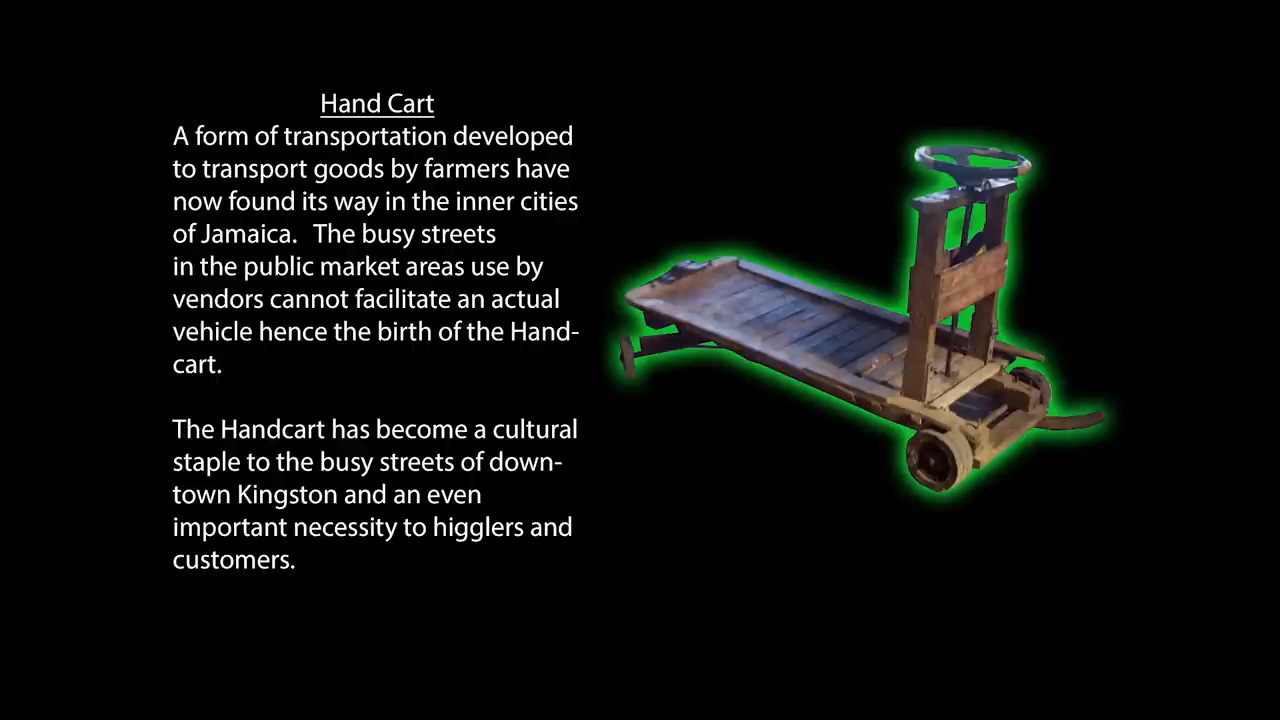 Hand Cart
A form of transportation developed
to transport goods by farmers have
now found its way in the inner cities
of Jamaica.   The busy streets
in the public market areas use by
vendors cannot facilitate an actual
vehicle hence the birth of the Hand-
cart.
The Handcart has become a cultural
staple to the busy streets of down-
town Kingston and an even
important necessity to higglers and
customers.